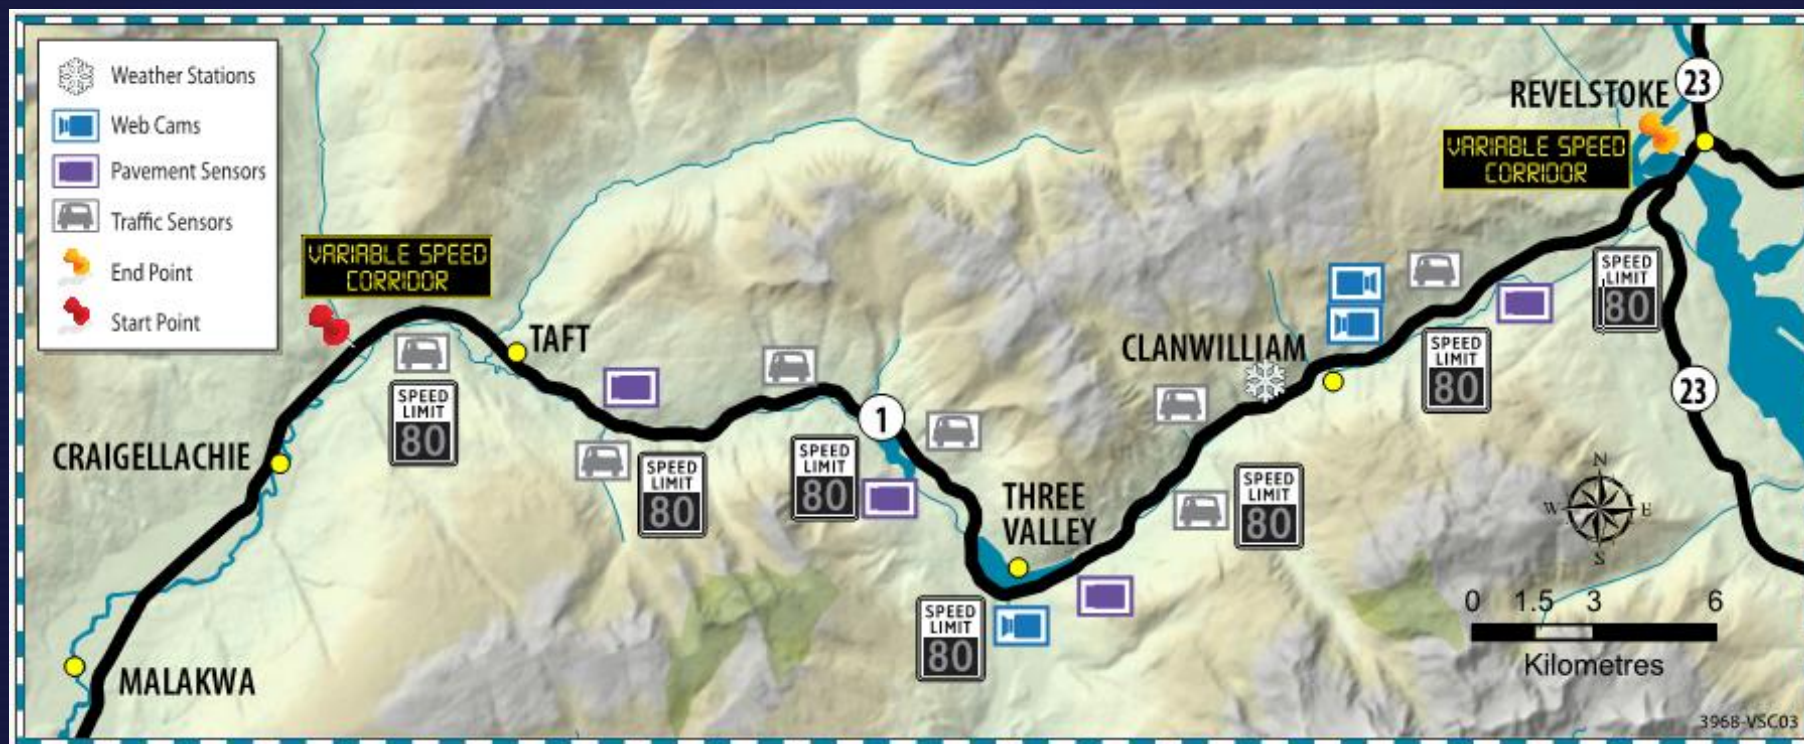 Weather Stations
Web Cams
Pavement Sensors
Traffic Sensors
End Point
Start Point
REVELSTOKE
23
VARIABLE SPEED
CORRIDOR
VARIABLE SPEED
CORRIDOR
TAFT
CRAIGELLACHIE
MALAKWA
SPEED
LIMIT
80
SPEED
LIMIT
80
SPEED
LIMIT
80
1
THREE
VALLEY
SPEED
LIMIT
80
CLANWILLIAM
SPEED
LIMIT
80
SPEED
LIMIT
80
SPEED
LIMIT
80
23
N
W
E
S
0 1.5 3 6
Kilometres
3968-VSC03